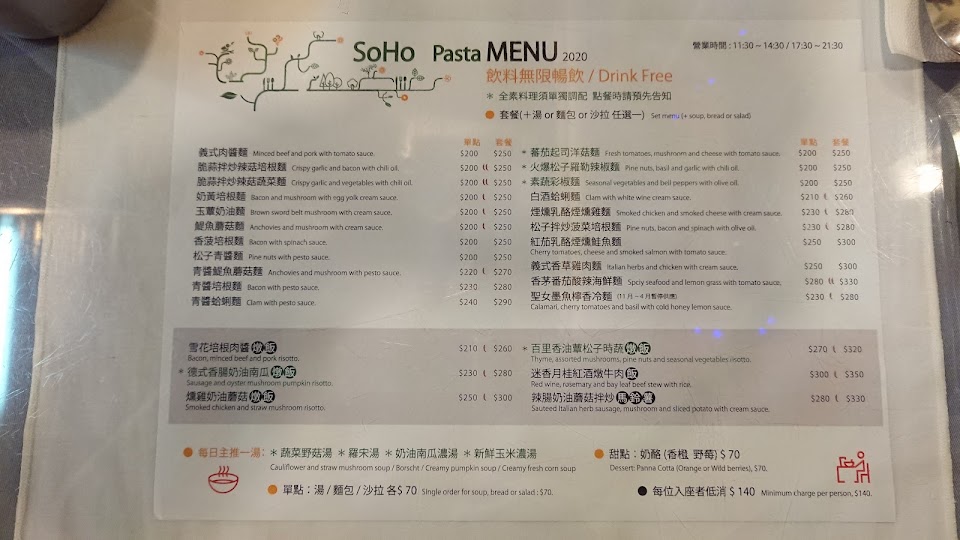 SoHo Pasta MENU 2020
營業時間 : 11:30 ~ 14:30 / 17:30 ~ 21:30
飲料無限暢飲 / Drink Free
＊ 全素料理須單獨調配 點餐時請預先告知
套餐(＋湯 or 麵包 or 沙拉 任選一) Set menu (+ soup, bread or salad)
單點 套餐
義式肉醬麵 Minced beef and pork with tomato sauce. $200 $250
脆蒜拌炒辣菇培根麵 Crispy garlic and bacon with chili oil. $200 $250
脆蒜拌炒辣菇蔬菜麵 Crispy garlic and vegetables with chili oil. $200 $250
奶黃培根麵 Bacon and mushroom with egg yolk cream sauce. $200 $250
玉蕈奶油麵 Brown sword belt mushroom with cream sauce. $200 $250
鯷魚蘑菇麵 Anchovies and mushroom with cream sauce. $200 $250
香菠培根麵 Bacon with spinach sauce. $200 $250
松子青醬麵 Pine nuts with pesto sauce. $200 $250
青醬鯷魚蘑菇麵 Anchovies and mushroom with pesto sauce. $220 $270
青醬培根麵 Bacon with pesto sauce. $230 $280
青醬蛤蜊麵 Clam with pesto sauce. $240 $290
單點 套餐
＊ 蕃茄起司洋菇麵 Fresh tomatoes, mushroom and cheese with tomato sauce. $200 $250
＊ 火爆松子羅勒辣椒麵 Pine nuts, basil and garlic with chili oil. $200 $250
＊ 素蔬彩椒麵 Seasonal vegetables and bell peppers with olive oil. $200 $250
白酒蛤蜊麵 Clam with white wine cream sauce. $210 $260
煙燻乳酪煙燻雞麵 Smoked chicken and smoked cheese with cream sauce. $230 $280
松子拌炒菠菜培根麵 Pine nuts, bacon and spinach with olive oil. $230 $280
紅茄乳酪煙燻鮭魚麵 $250 $300
Cherry tomatoes, cheese and smoked salmon with tomato sauce.
義式香草雞肉麵 Italian herbs and chicken with cream sauce. $250 $300
香茅番茄酸辣海鮮麵 Spciy seafood and lemon grass with tomato sauce. $280 $330
聖女墨魚檸香冷麵 (11 月 ~ 4 月暫停供應) $230 $280
Calamari, cherry tomatoes and basil with cold honey lemon sauce.
雪花培根肉醬燉飯 $210 $260
Bacon, minced beef and pork risotto.
＊ 德式香腸奶油南瓜燉飯 $230 $280
Sausage and oyster mushroom pumpkin risotto.
燻雞奶油蘑菇燉飯 $250 $300
Smoked chicken and straw mushroom risotto.
＊ 百里香油蕈松子時蔬燉飯 $270 $320
Thyme, assorted mushrooms, pine nuts and seasonal vegetables risotto.
迷香月桂紅酒燉牛肉飯 $300 $350
Red wine, rosemary and bay leaf beef stew with rice.
辣腸奶油蘑菇拌炒馬鈴薯 $280 $330
Sauteed Italian herb sausage, mushroom and sliced potato with cream sauce.
每日主推一湯: ＊ 蔬菜野菇湯 ＊ 羅宋湯 ＊ 奶油南瓜濃湯 ＊ 新鮮玉米濃湯
Cauliflower and straw mushroom soup / Borscht / Creamy pumpkin soup / Creamy fresh corn soup
單點 : 湯 / 麵包 / 沙拉 各$ 70 Single order for soup, bread or salad : $70.
甜點 : 奶酪 (香橙 野莓) $ 70
Dessert: Panna Cotta (Orange or Wild berries), $70.
每位入座者低消 $ 140 Minimum charge per person, $140.